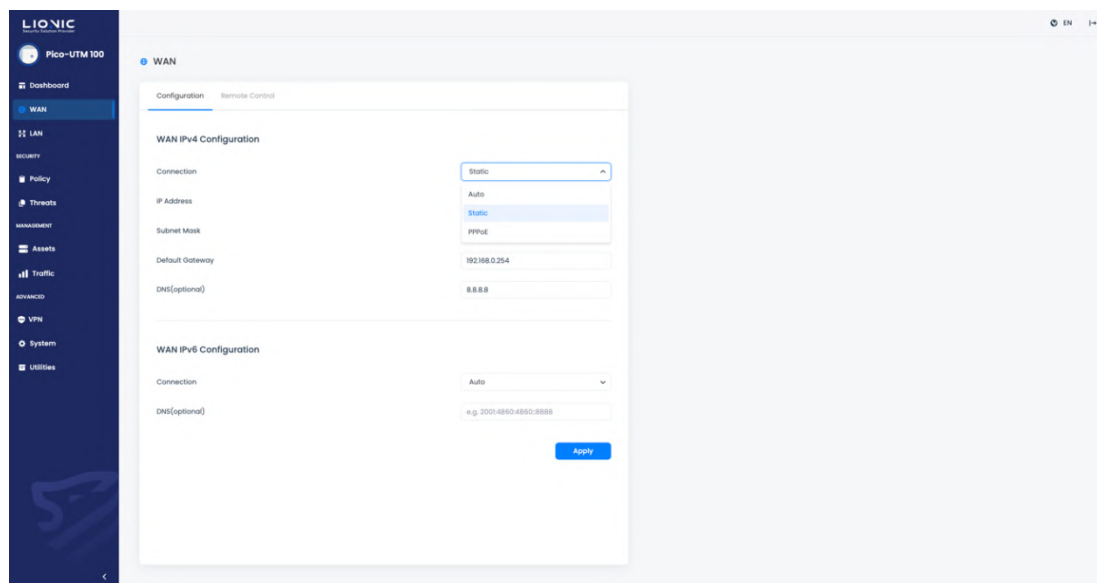 LIONIC
Security Solution Provider
EN
Pico-UTM 100
WAN
Dashboard
WAN
LAN
SECURITY
Policy
Threats
MANAGEMENT
Assets
Traffic
ADVANCED
VPN
System
Utilities
Configuration Remote Control
WAN IPv4 Configuration
Connection Static
Auto
IP Address
Static
Subnet Mask
PPPoE
Default Gateway 192.168.0.254
DNS(optional) 8.8.8.8
WAN IPv6 Configuration
Connection Auto
DNS(optional) e.g. 2001:4860:4860::8888
Apply